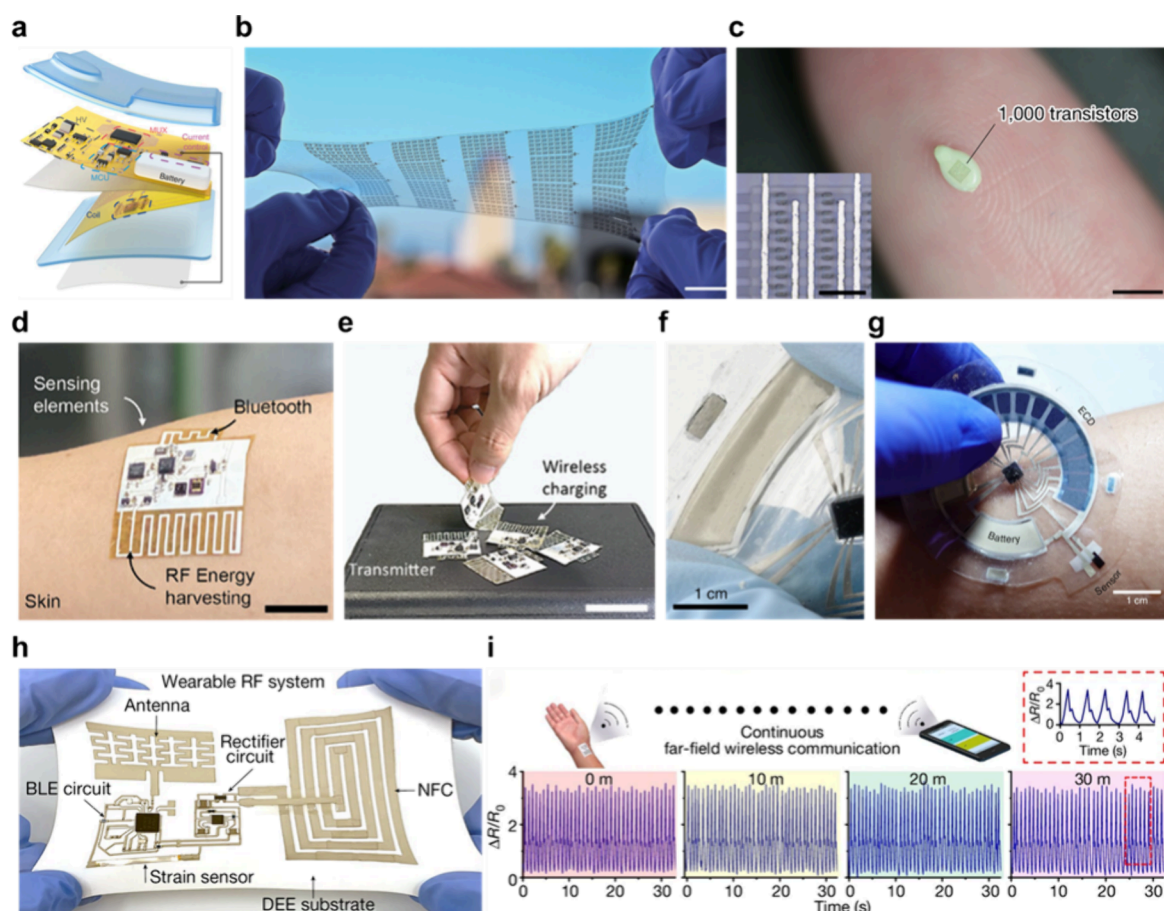 a
HV
MUX
Current
MCU
Battery
Coil
b
c
1,000 transistors
d
Sensing
elements
Bluetooth
RF Energy
harvesting
Skin
e
Wireless
charging
Transmitter
f
1 cm
g
ECD
Battery
Sensor
1 cm
h
Wearable RF system
Antenna
Rectifier
circuit
BLE circuit
NFC
Strain sensor
DEE substrate
i
Continuous
far-field wireless communication
ΔR/R₀
4
2
0
0 1 2 3 4
Time (s)
ΔR/R₀
4
2
0
0 m
10 m
20 m
30 m
0 10 20 30 0 10 20 30 0 10 20 30 0 10 20 30
Time (s)